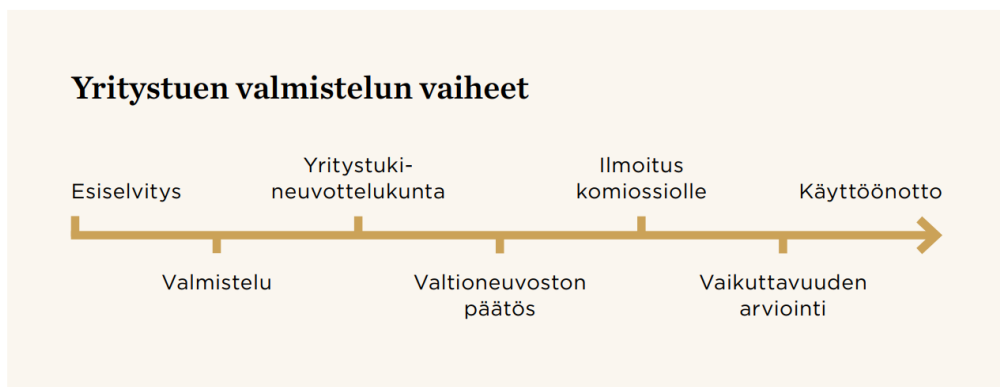 Yritystuen valmistelun vaiheet
Esiselvitys
Valmistelu
Yritystuki-
neuvottelukunta
Valtioneuvoston
päätös
Ilmoitus
komiossiolle
Vaikuttavuuden
arviointi
Käyttöönotto